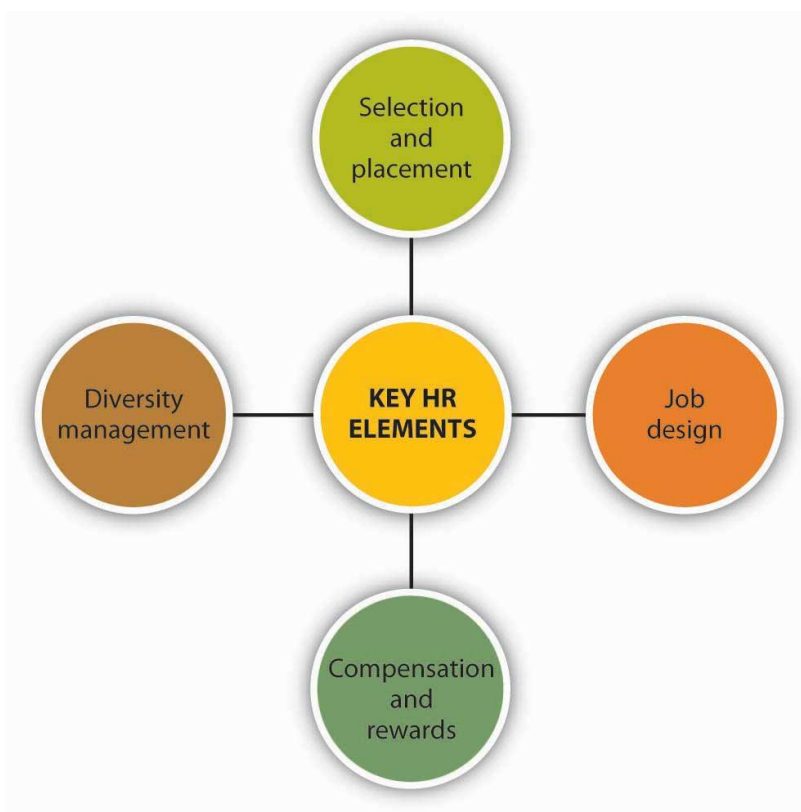 Selection
and
placement
Diversity
management
KEY HR
ELEMENTS
Job
design
Compensation
and
rewards